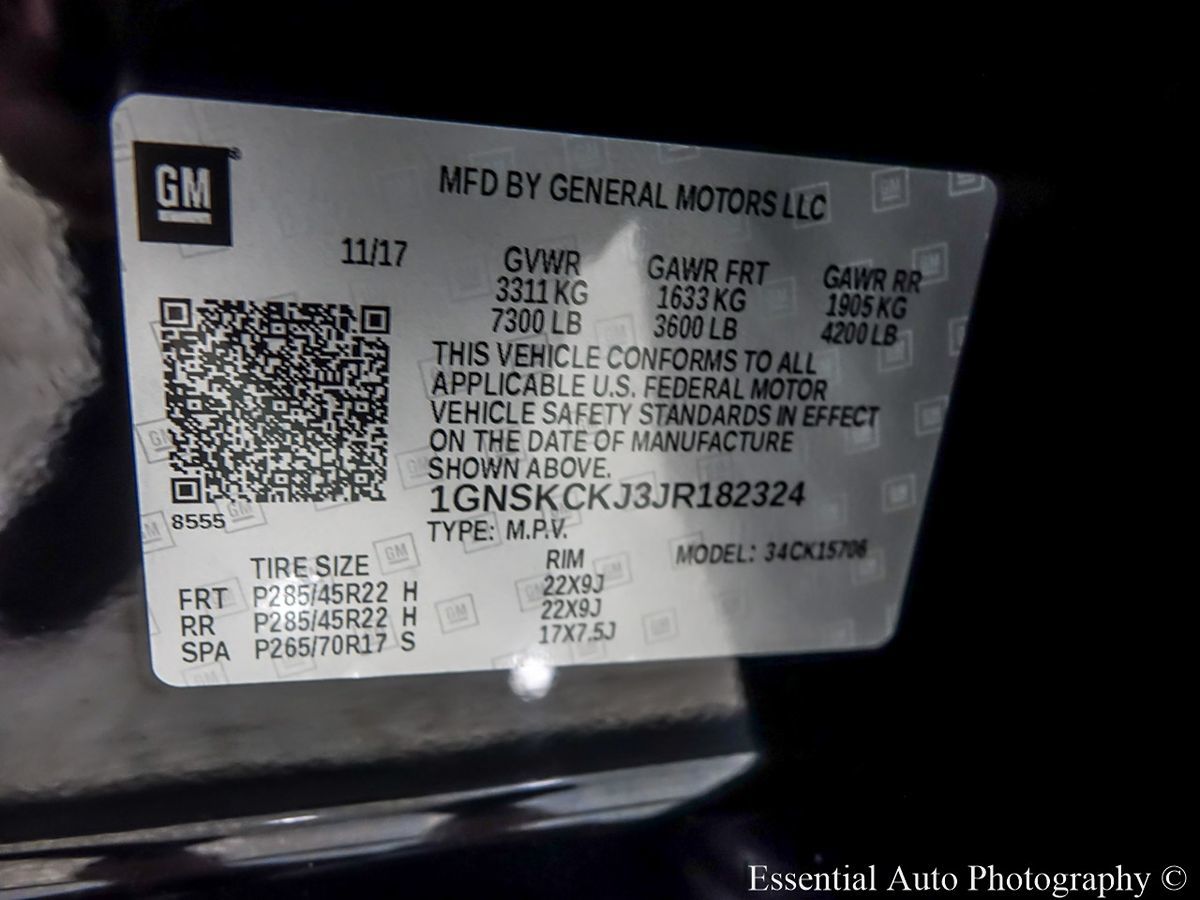 GM
MFD BY GENERAL MOTORS LLC
11/17 GVWR GAWR FRT GAWR RR
3311 KG 1633 KG 1905 KG
7300 LB 3600 LB 4200 LB
THIS VEHICLE CONFORMS TO ALL
APPLICABLE U.S. FEDERAL MOTOR
VEHICLE SAFETY STANDARDS IN EFFECT
ON THE DATE OF MANUFACTURE
SHOWN ABOVE.
1GNSKCKJ3JR182324
8555
TYPE: M.P.V. MODEL: 34CK15706
TIRE SIZE RIM
FRT P285/45R22 H 22X9J
RR P285/45R22 H 22X9J
SPA P265/70R17 S 17X7.5J
Essential Auto Photography ©